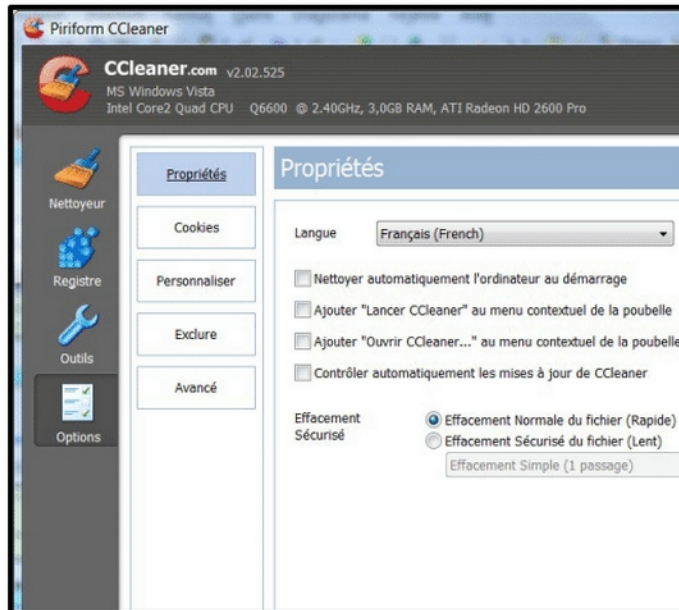 Piriform CCleaner
CCleaner.com v2.02.525
MS Windows Vista
Intel Core2 Quad CPU Q6600 @ 2.40GHz, 3,0GB RAM, ATI Radeon HD 2600 Pro
Nettoyeur
Registre
Outils
Options
Propriétés
Cookies
Personnaliser
Exclure
Avancé
Propriétés
Langue Français (French)
Nettoyer automatiquement l'ordinateur au démarrage
Ajouter "Lancer CCleaner" au menu contextuel de la poubelle
Ajouter "Ouvrir CCleaner..." au menu contextuel de la poubelle
Contrôler automatiquement les mises à jour de CCleaner
Effacement
Sécurisé
Effacement Normale du fichier (Rapide)
Effacement Sécurisé du fichier (Lent)
Effacement Simple (1 passage)